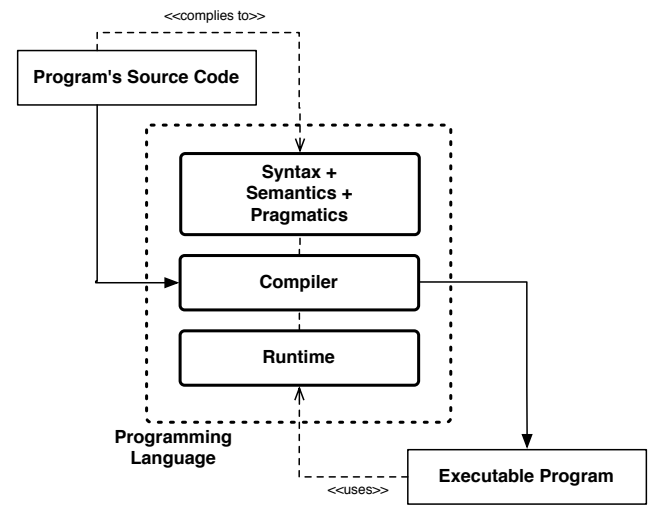 <<complies to>>
Program's Source Code
Syntax +
Semantics +
Pragmatics
Compiler
Runtime
Programming
Language
Executable Program
<<uses>>